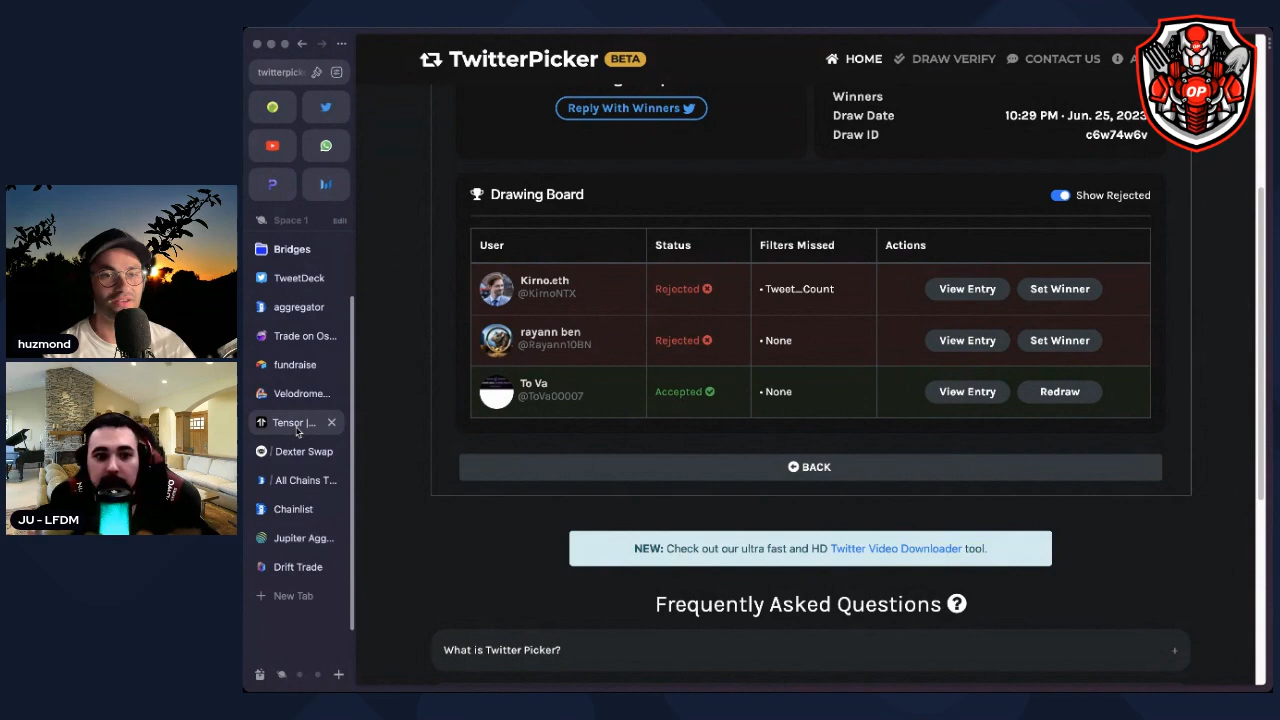 twitterpick
Space 1
Edit
Bridges
TweetDeck
aggregator
Trade on Os...
fundraise
Velodrome...
Tensor |...
/ Dexter Swap
/ All Chains T...
Chainlist
Jupiter Agg...
Drift Trade
+ New Tab
huzmond
JU - LFDM
TwitterPicker BETA
HOME
DRAW VERIFY
CONTACT US
A
OP
OP
Reply With Winners
Winners
Draw Date 10:29 PM · Jun. 25, 2023
Draw ID c6w74w6v
Drawing Board
Show Rejected
User Status Filters Missed Actions
Kirno.eth
@KirnoNTX
Rejected
• Tweet...Count
View Entry
Set Winner
rayann ben
@Rayann10BN
Rejected
• None
View Entry
Set Winner
To Va
@ToVa00007
Accepted
• None
View Entry
Redraw
BACK
NEW: Check out our ultra fast and HD Twitter Video Downloader tool.
Frequently Asked Questions
What is Twitter Picker?
+